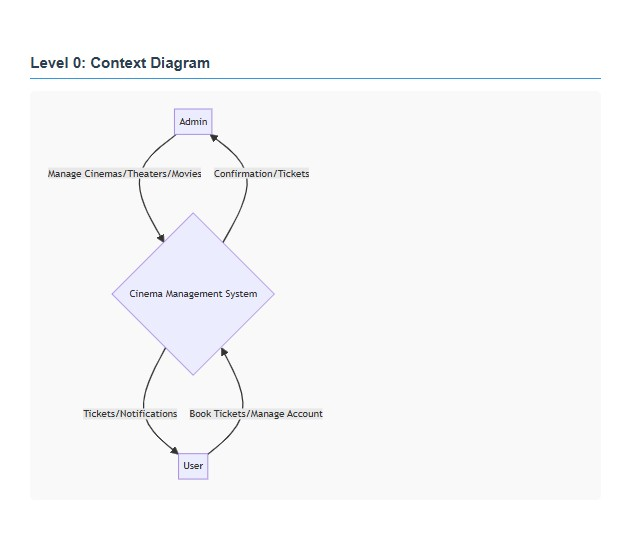 Level 0: Context Diagram
Admin
Manage Cinemas/Theaters/Movies
Confirmation/Tickets
Cinema Management System
Tickets/Notifications
Book Tickets/Manage Account
User